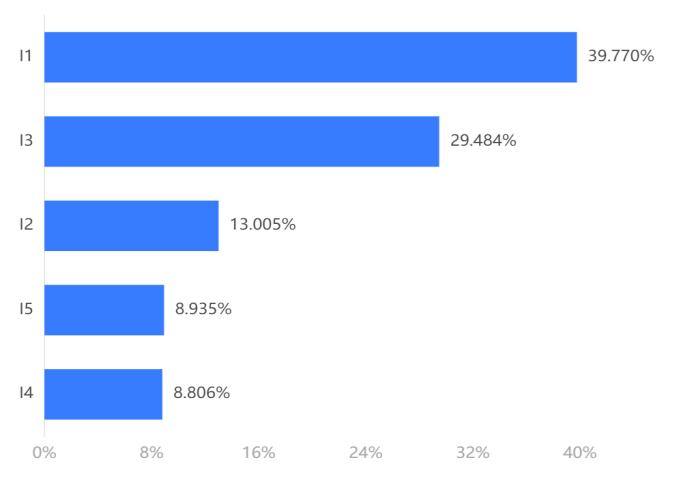 I1 39.770%
I3 29.484%
I2 13.005%
I5 8.935%
I4 8.806%
0% 8% 16% 24% 32% 40%